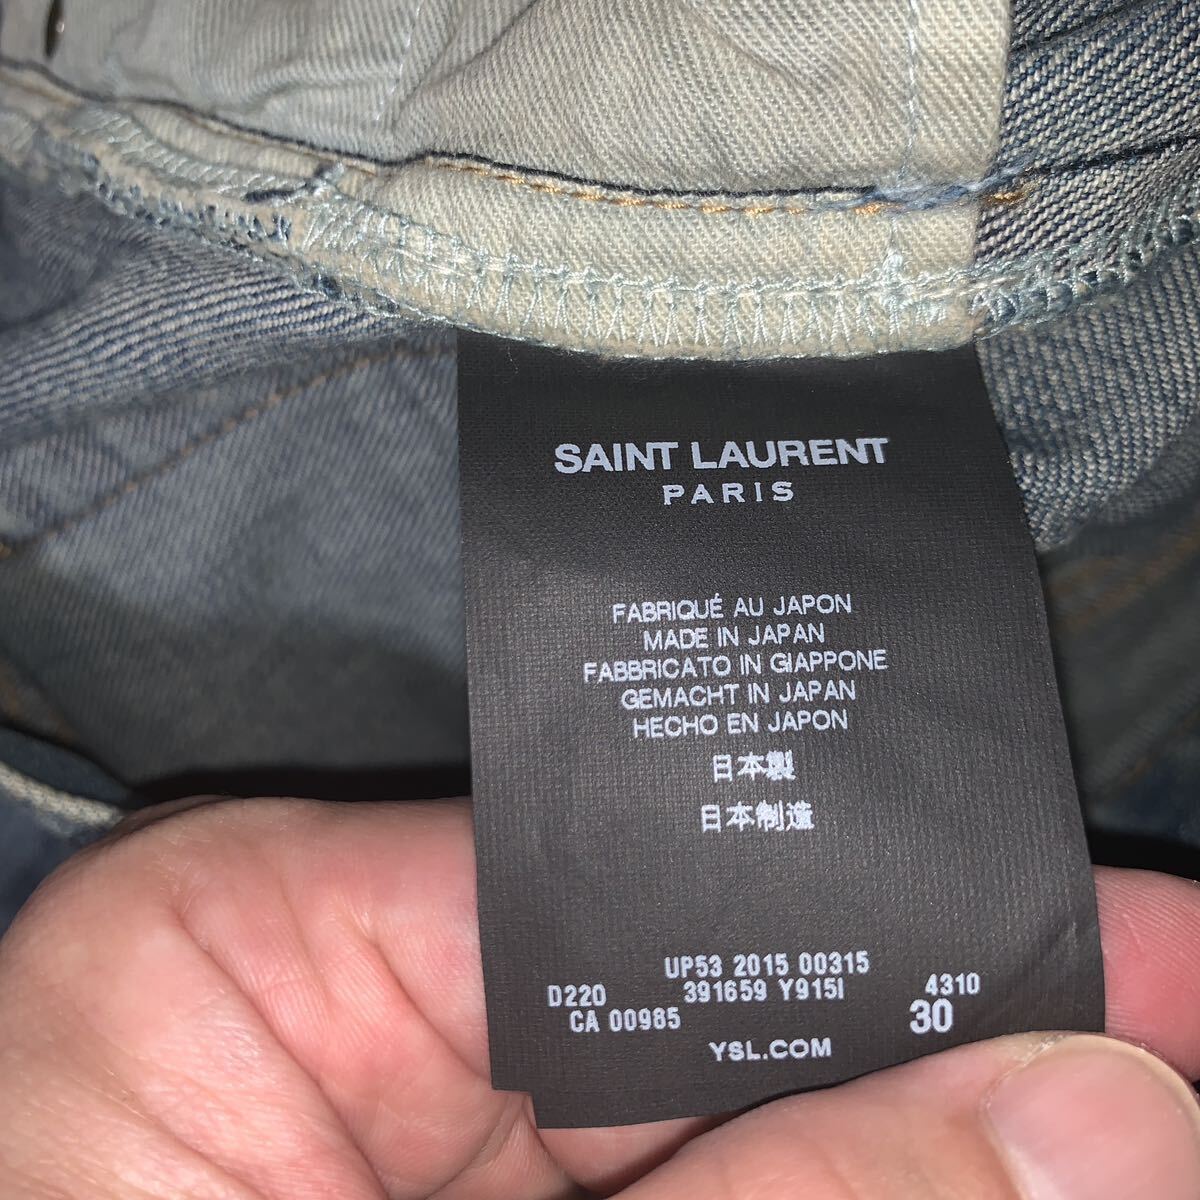 SAINT LAURENT
PARIS
FABRIQUÉ AU JAPON
MADE IN JAPAN
FABBRICATO IN GIAPPONE
GEMACHT IN JAPAN
HECHO EN JAPON
日本製
日本制造
UP53 2015 00315
D220 391659 Y915I 4310
CA 00985 30
YSL.COM